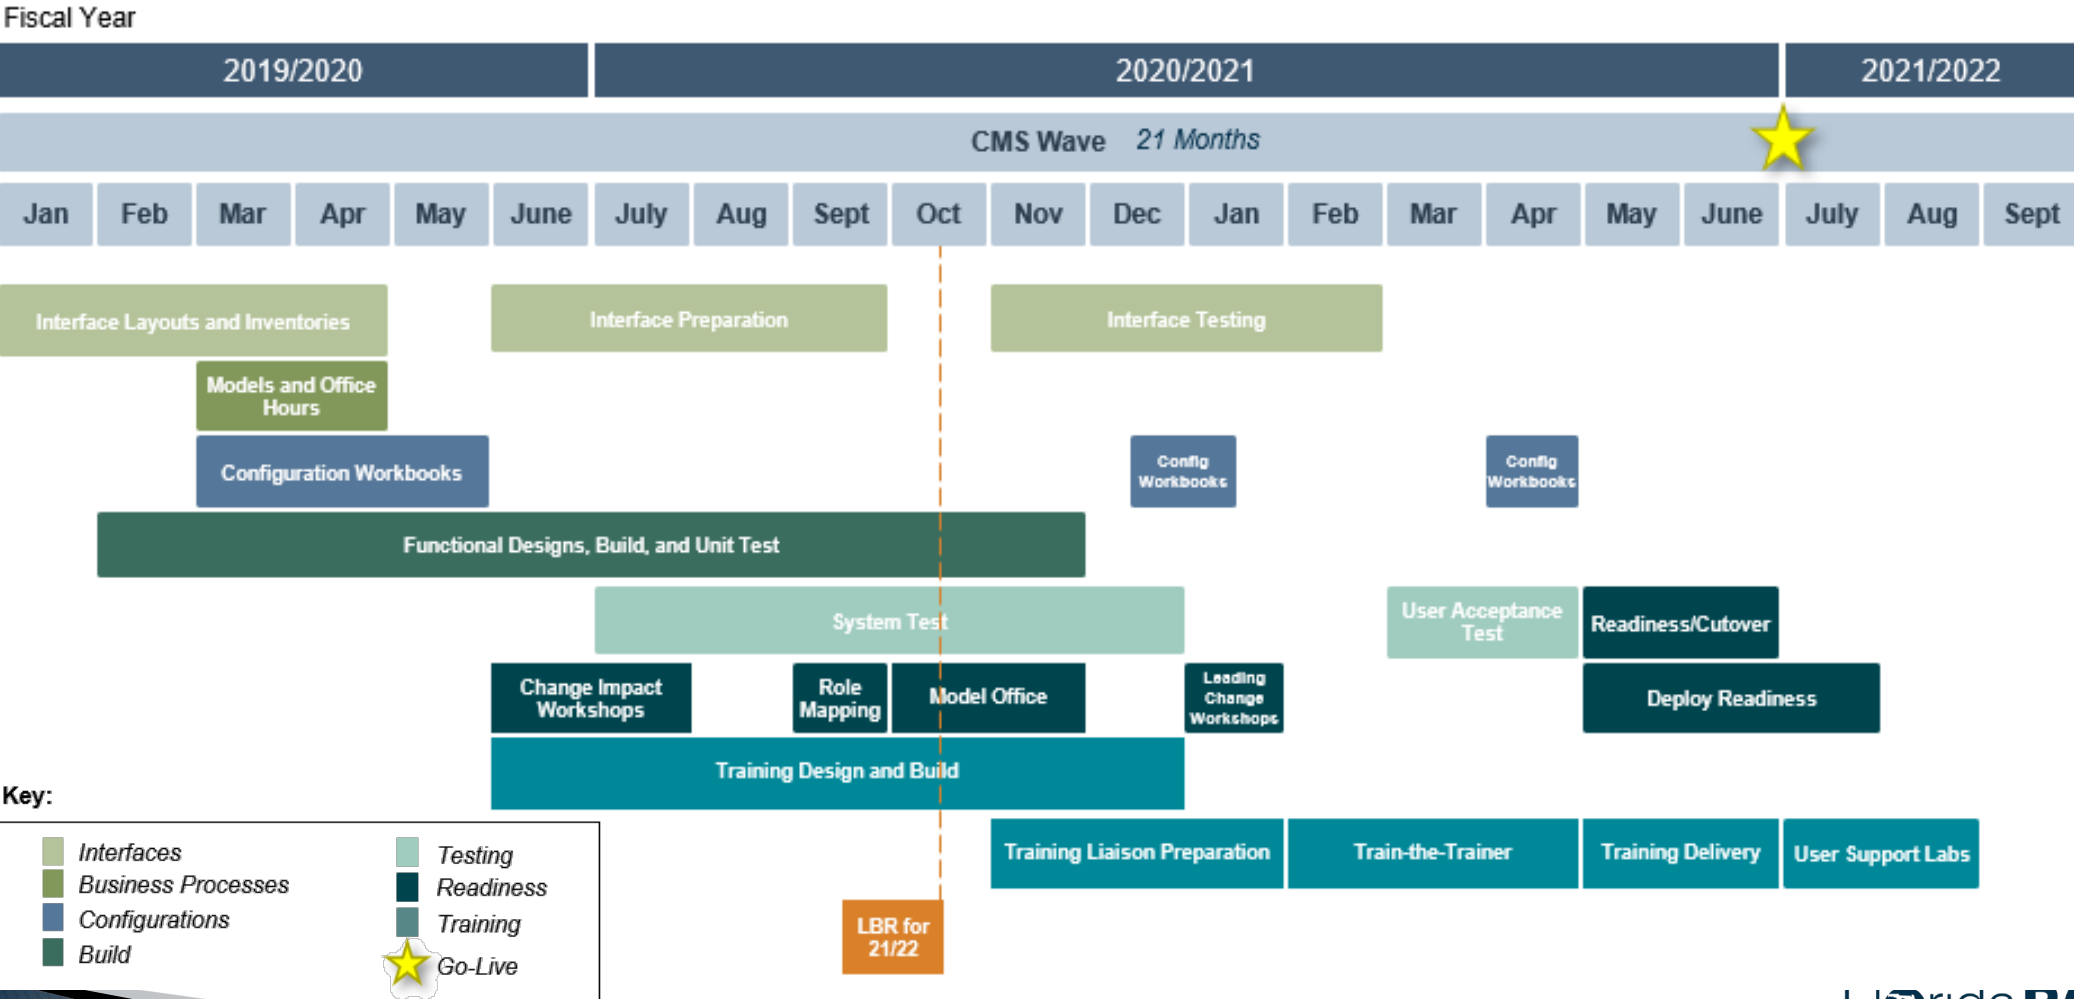 Fiscal Year
2019/2020 2020/2021 2021/2022
CMS Wave 21 Months
Jan Feb Mar Apr May June July Aug Sept Oct Nov Dec Jan Feb Mar Apr May June July Aug Sept
Interface Layouts and Inventories Interface Preparation Interface Testing
Models and Office
Hours
Configuration Workbooks
Config
Workbooks
Config
Workbooks
Functional Designs, Build, and Unit Test
System Test
User Acceptance
Test
Readiness/Cutover
Change Impact
Workshops
Role
Mapping
Model Office
Leading
Change
Workshops
Deploy Readiness
Training Design and Build
Training Liaison Preparation Train-the-Trainer Training Delivery User Support Labs
LBR for
21/22
Key:
Interfaces
Business Processes
Configurations
Build
Testing
Readiness
Training
Go-Live